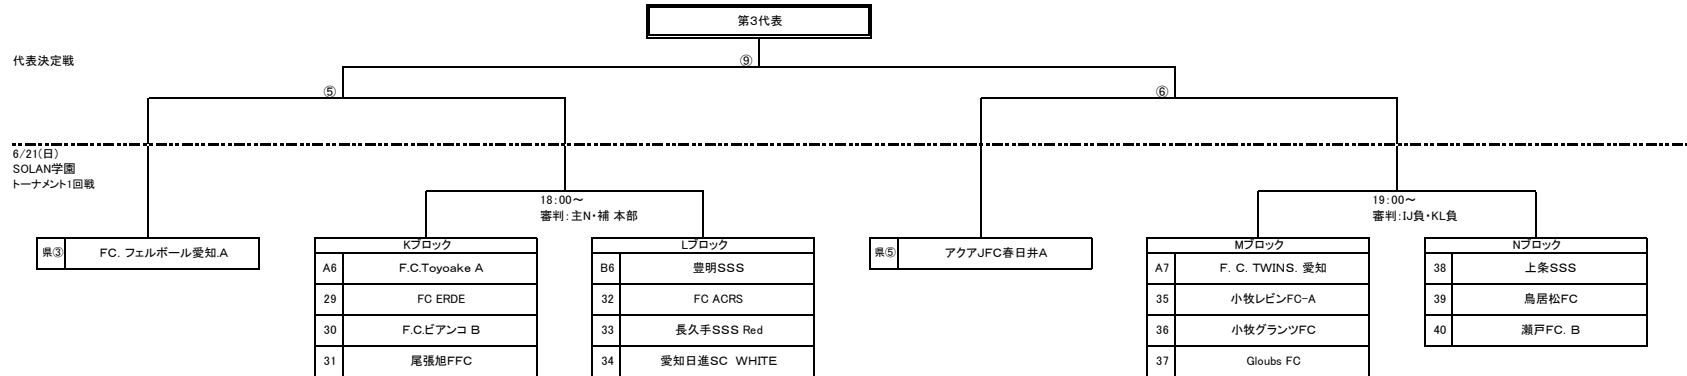 第3代表
代表決定戦
⑨
⑤
⑥
6/21(日)
SOLAN学園
トーナメント1回戦
18:00～
審判:主N・補 本部
19:00～
審判:IJ負・KL負
県③ FC. フェルボール愛知.A
Kブロック
A6 F.C.Toyoake A
29 FC ERDE
30 F.C.ビアンコ B
31 尾張旭FFC
Lブロック
B6 豊明SSS
32 FC ACRS
33 長久手SSS Red
34 愛知日進SC WHITE
県⑤ アクアJFC春日井A
Mブロック
A7 F. C. TWINS. 愛知
35 小牧レビンFC-A
36 小牧グランツFC
37 Gloubs FC
Nブロック
38 上条SSS
39 鳥居松FC
40 瀬戸FC. B